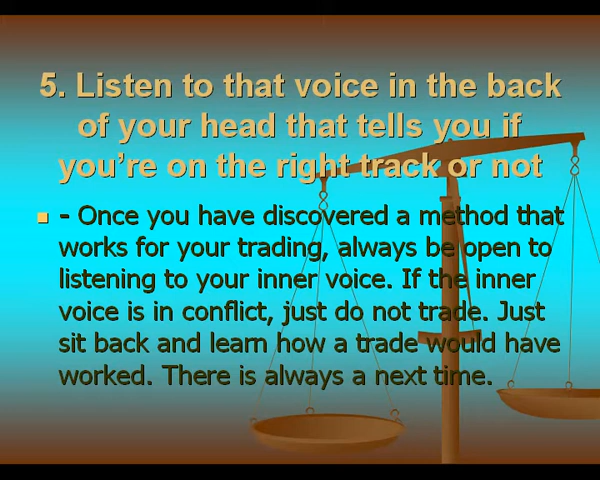 5. Listen to that voice in the back
of your head that tells you if
you're on the right track or not
- Once you have discovered a method that
works for your trading, always be open to
listening to your inner voice. If the inner
voice is in conflict, just do not trade. Just
sit back and learn how a trade would have
worked. There is always a next time.